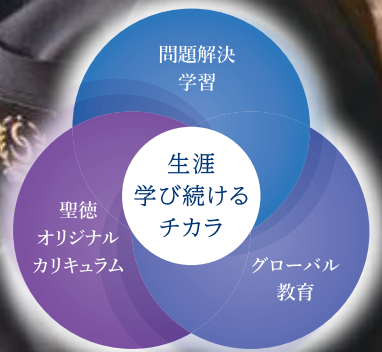 問題解決
学習
生涯
学び続ける
チカラ
聖徳
オリジナル
カリキュラム
グローバル
教育